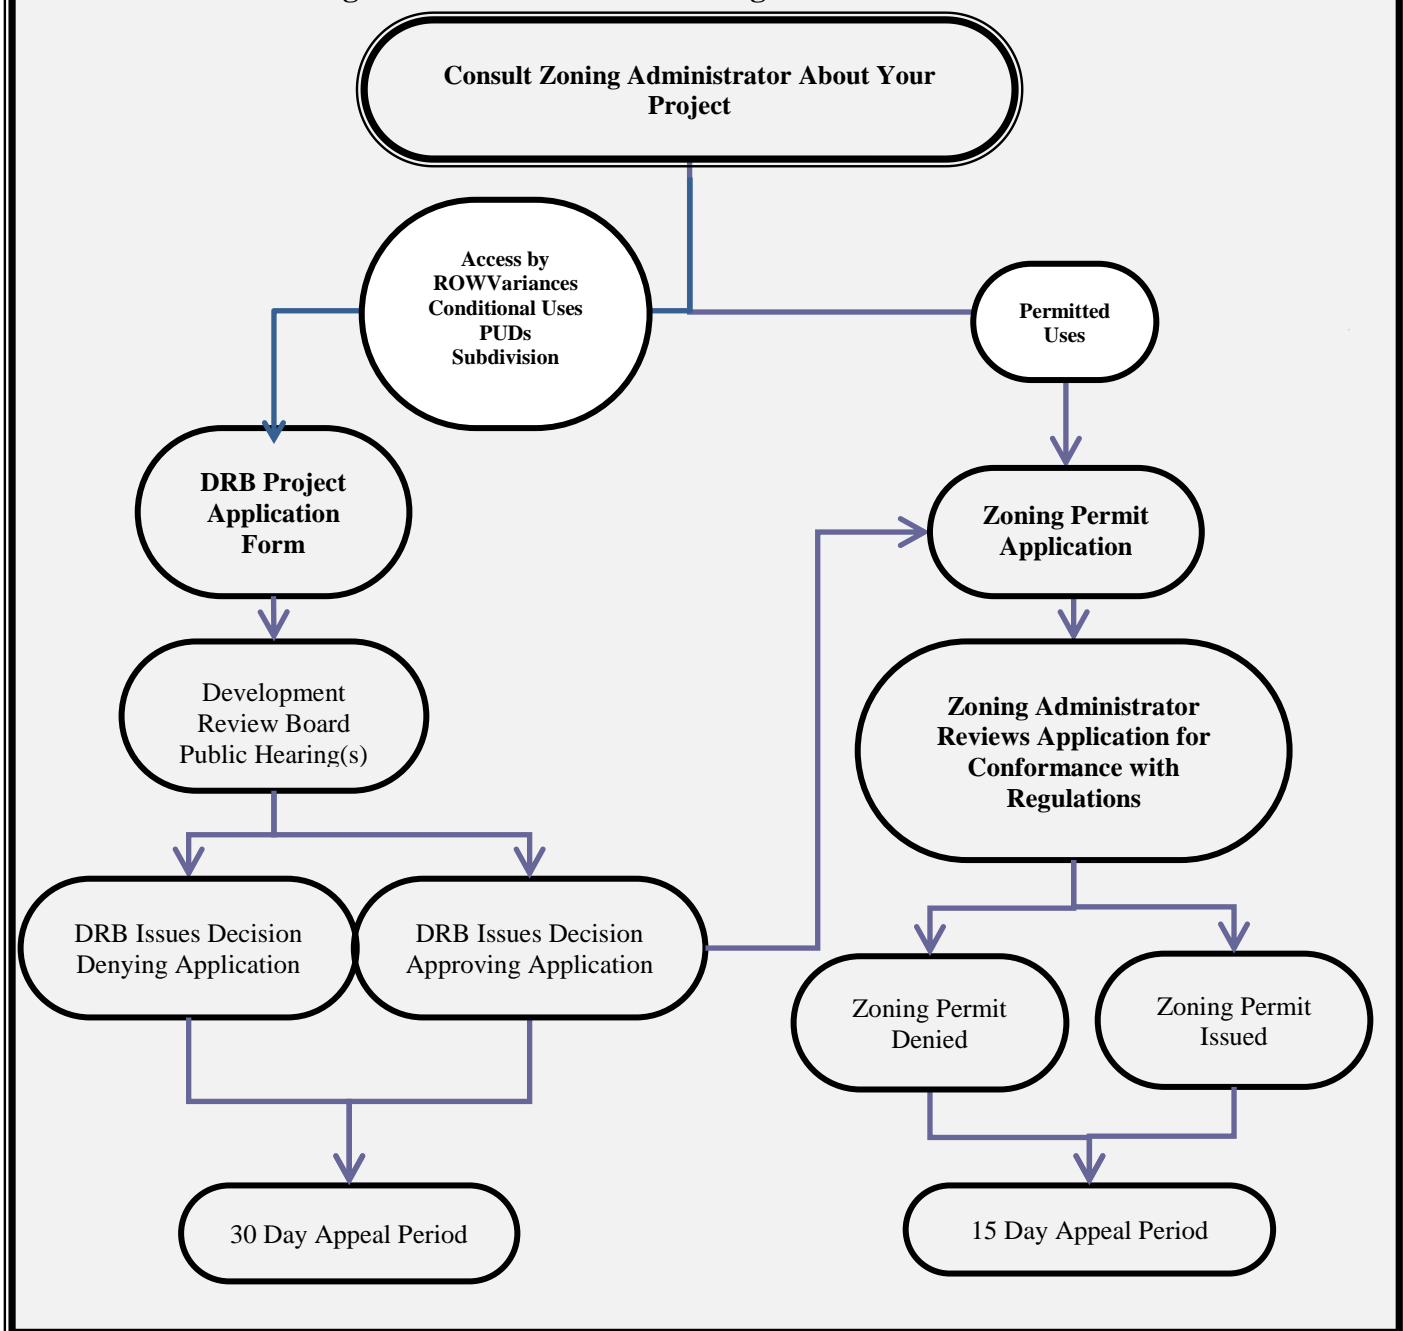 Consult Zoning Administrator About Your
Project
Access by
ROWVariances
Conditional Uses
PUDs
Subdivision
Permitted
Uses
DRB Project
Application
Form
Zoning Permit
Application
Development
Review Board
Public Hearing(s)
Zoning Administrator
Reviews Application for
Conformance with
Regulations
DRB Issues Decision
Denying Application
DRB Issues Decision
Approving Application
Zoning Permit
Denied
Zoning Permit
Issued
30 Day Appeal Period
15 Day Appeal Period